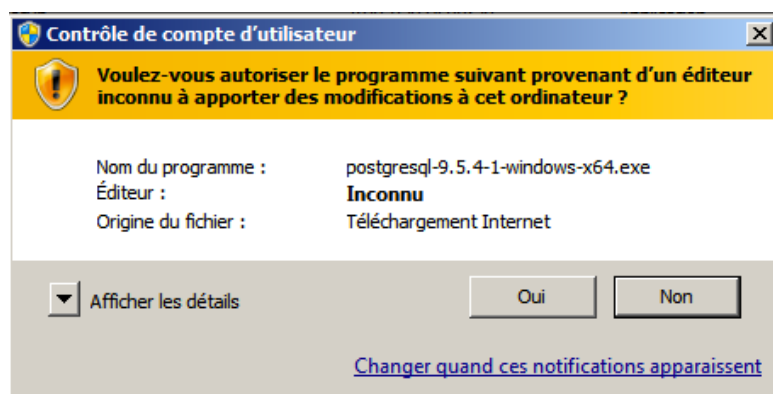 Contrôle de compte d'utilisateur
Voulez-vous autoriser le programme suivant provenant d'un éditeur
inconnu à apporter des modifications à cet ordinateur ?
Nom du programme : postgresql-9.5.4-1-windows-x64.exe
Éditeur : Inconnu
Origine du fichier : Téléchargement Internet
Afficher les détails Oui Non
Changer quand ces notifications apparaissent